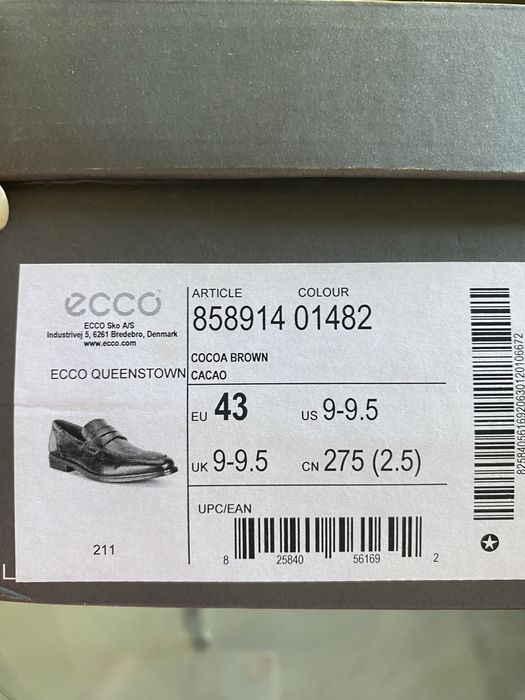 ecco
ECCO Sko A/S
Industrivej 5, 6261 Bredebro, Denmark
www.ecco.com
ECCO QUEENSTOWN
211
ARTICLE COLOUR
858914 01482
COCOA BROWN
CACAO
EU 43 US 9-9.5
UK 9-9.5 CN 275 (2.5)
UPC/EAN
8 25840 56169 2
8258405616920630120106672